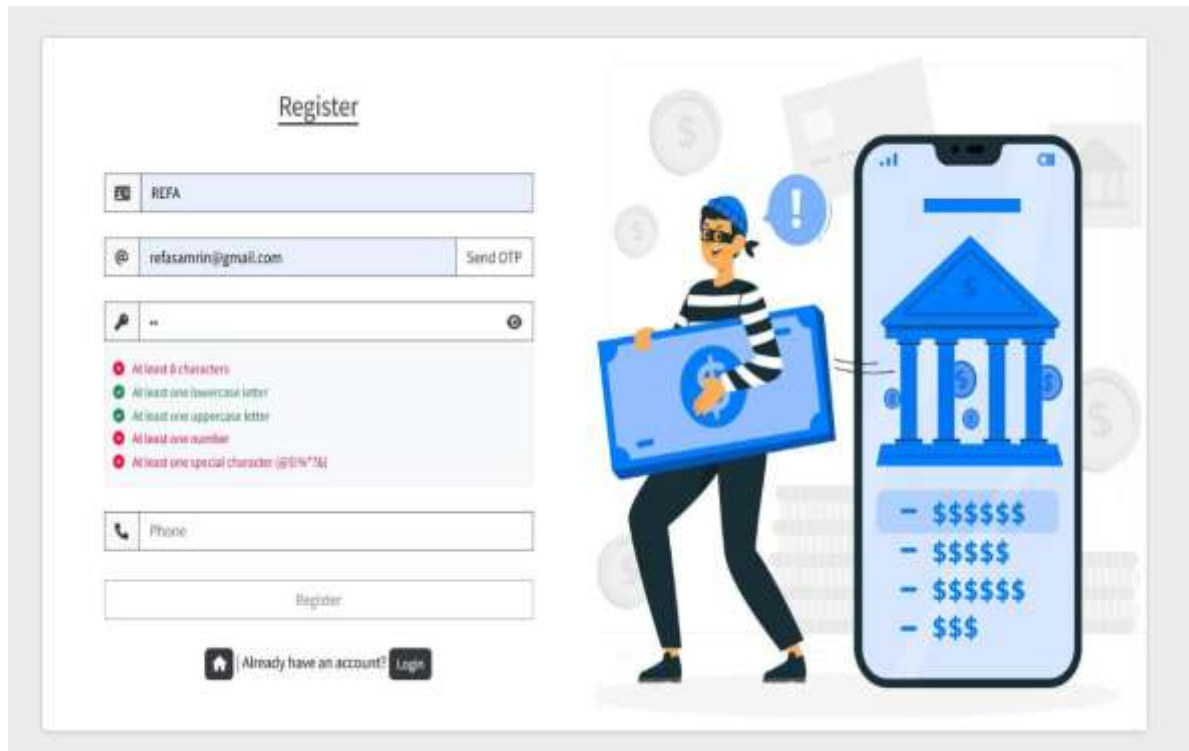 Register
REFA
refasamrin@gmail.com
Send OTP
At least 8 characters
At least one lowercase letter
At least one uppercase letter
At least one number
At least one special character
Phone
Register
Already have an account? Login
$
!
$
$
$
- $$$$$$
- $$$$$
- $$$$$$
- $$$